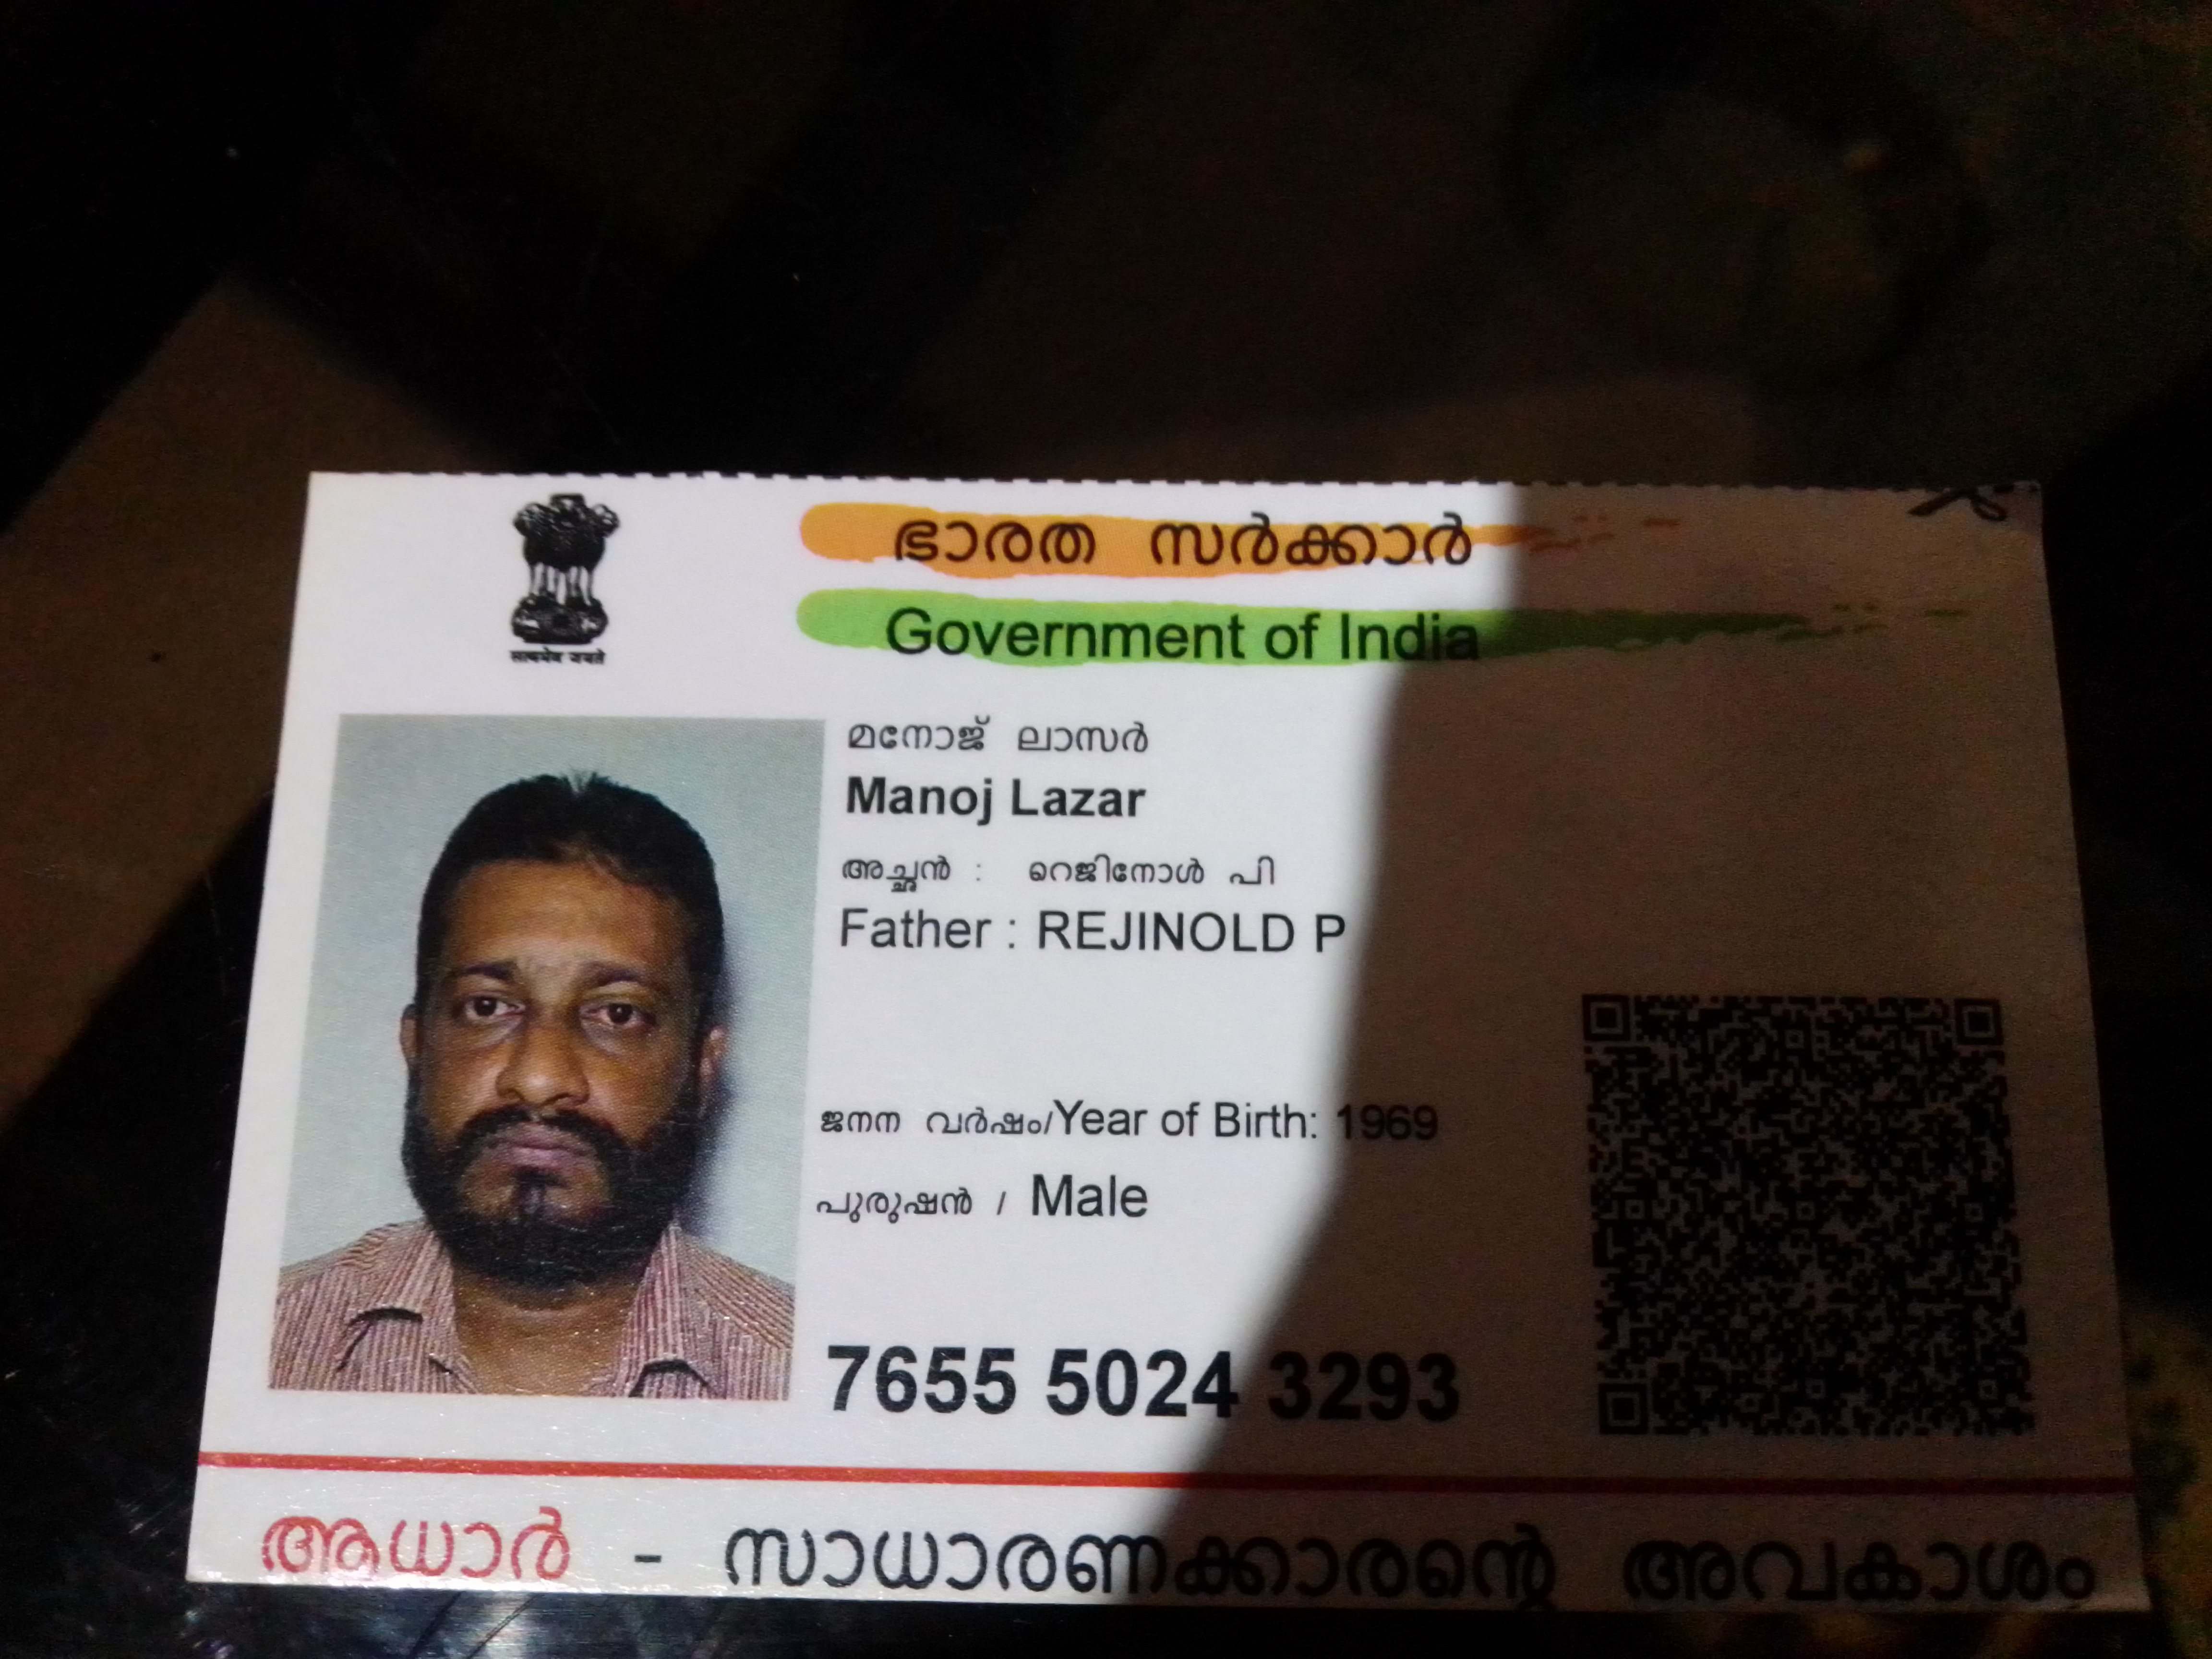 सत्यमेव जयते
ഭാരത സർക്കാർ
Government of India
മനോജ് ലാസർ
Manoj Lazar
അച്ഛൻ : റെജിനോൾ പി
Father : REJINOLD P
ജനന വർഷം/Year of Birth: 1969
പുരുഷൻ / Male
7655 5024 3293
ആധാർ - സാധാരണക്കാരന്റെ അവകാശം